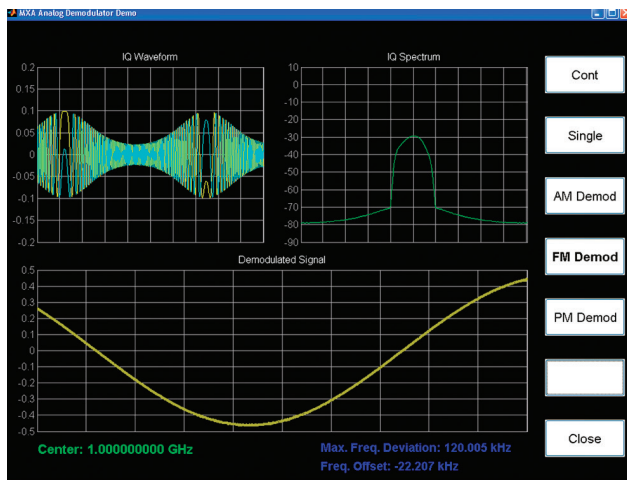 MXA Analog Demodulator Demo
IQ Waveform
0.2
0.15
0.1
0.05
0
-0.05
-0.1
-0.15
-0.2
IQ Spectrum
10
0
-10
-20
-30
-40
-50
-60
-70
-80
-90
Demodulated Signal
0.5
0.4
0.3
0.2
0.1
0
-0.1
-0.2
-0.3
-0.4
-0.5
Center: 1.000000000 GHz
Max. Freq. Deviation: 120.005 kHz
Freq. Offset: -22.207 kHz
Cont
Single
AM Demod
FM Demod
PM Demod
Close